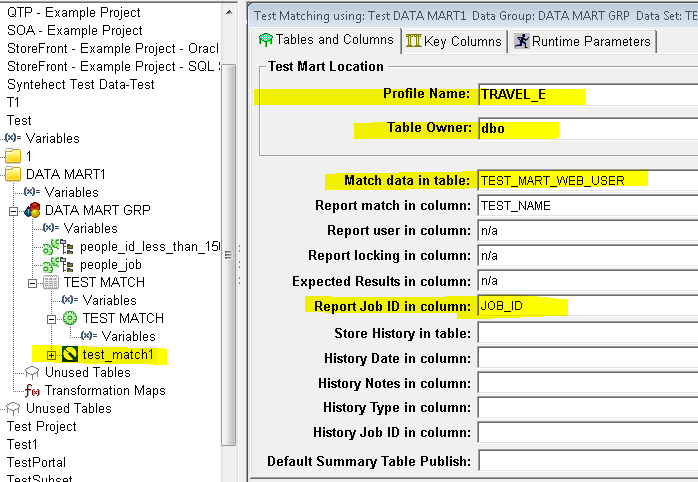 QTP - Example Project
SOA - Example Project
StoreFront - Example Project - Oracl
StoreFront - Example Project - SQL S
Synthehect Test Data-Test
T1
Test
(x)= Variables
1
DATA MART1
(x)= Variables
DATA MART GRP
(x)= Variables
people_id_less_than_150
people_job
TEST MATCH
(x)= Variables
TEST MATCH
(x)= Variables
test_match1
Unused Tables
f(x) Transformation Maps
Unused Tables
Test Project
Test1
TestPortal
TestSubset
Test Matching using: Test DATA MART1 Data Group: DATA MART GRP Data Set: TE
Tables and Columns
Key Columns
Runtime Parameters
Test Mart Location
Profile Name: TRAVEL_E
Table Owner: dbo
Match data in table: TEST_MART_WEB_USER
Report match in column: TEST_NAME
Report user in column: n/a
Report locking in column: n/a
Expected Results in column: n/a
Report Job ID in column: JOB_ID
Store History in table:
History Date in column:
History Notes in column:
History Type in column:
History Job ID in column:
Default Summary Table Publish: